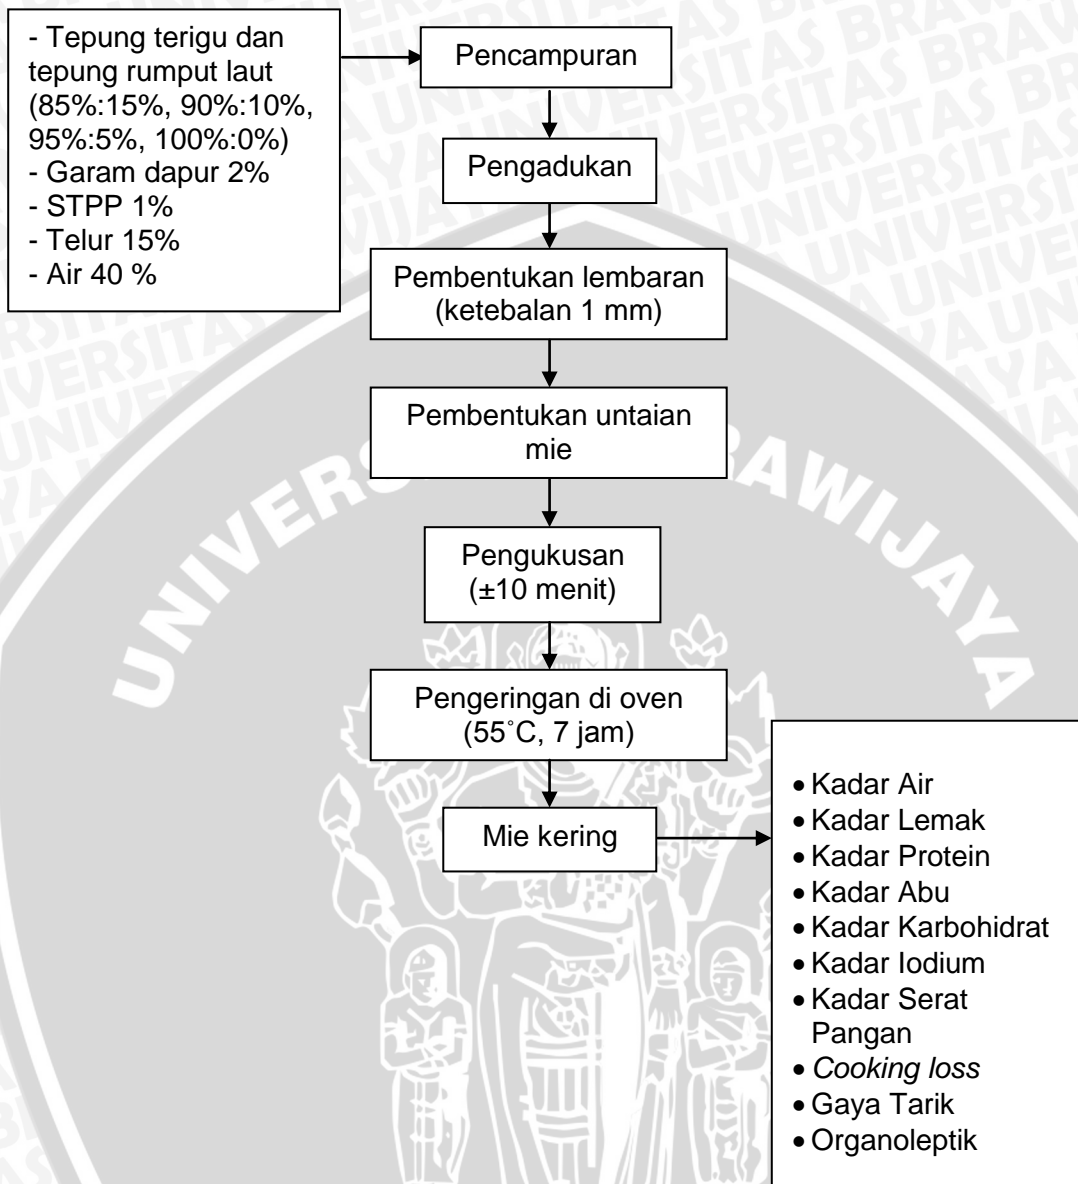 - Tepung terigu dan
tepung rumput laut
(85%:15%, 90%:10%,
95%:5%, 100%:0%)
- Garam dapur 2%
- STPP 1%
- Telur 15%
- Air 40 %
Pencampuran
Pengadukan
Pembentukan lembaran
(ketebalan 1 mm)
Pembentukan untaian
mie
Pengukusan
(±10 menit)
Pengeringan di oven
(55˚C, 7 jam)
Mie kering
• Kadar Air
• Kadar Lemak
• Kadar Protein
• Kadar Abu
• Kadar Karbohidrat
• Kadar Iodium
• Kadar Serat
Pangan
• Cooking loss
• Gaya Tarik
• Organoleptik